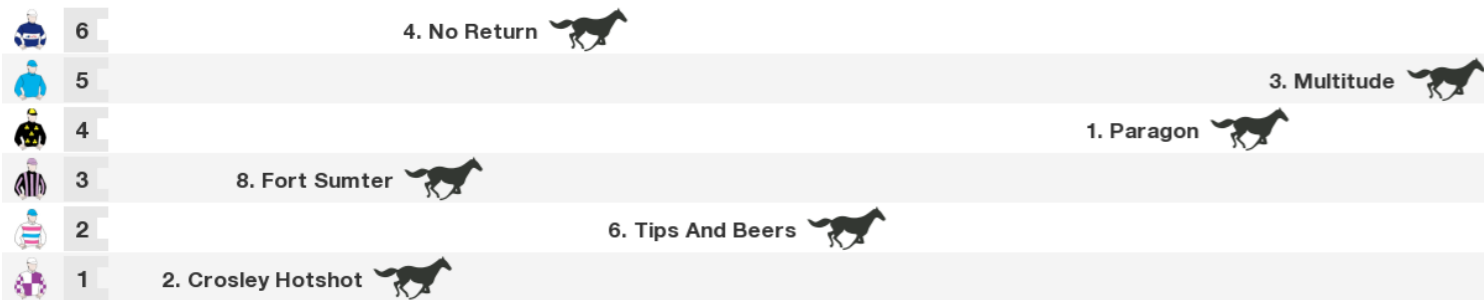 6 4. No Return
5 3. Multitude
4 1. Paragon
3 8. Fort Sumter
2 6. Tips And Beers
1 2. Crosley Hotshot